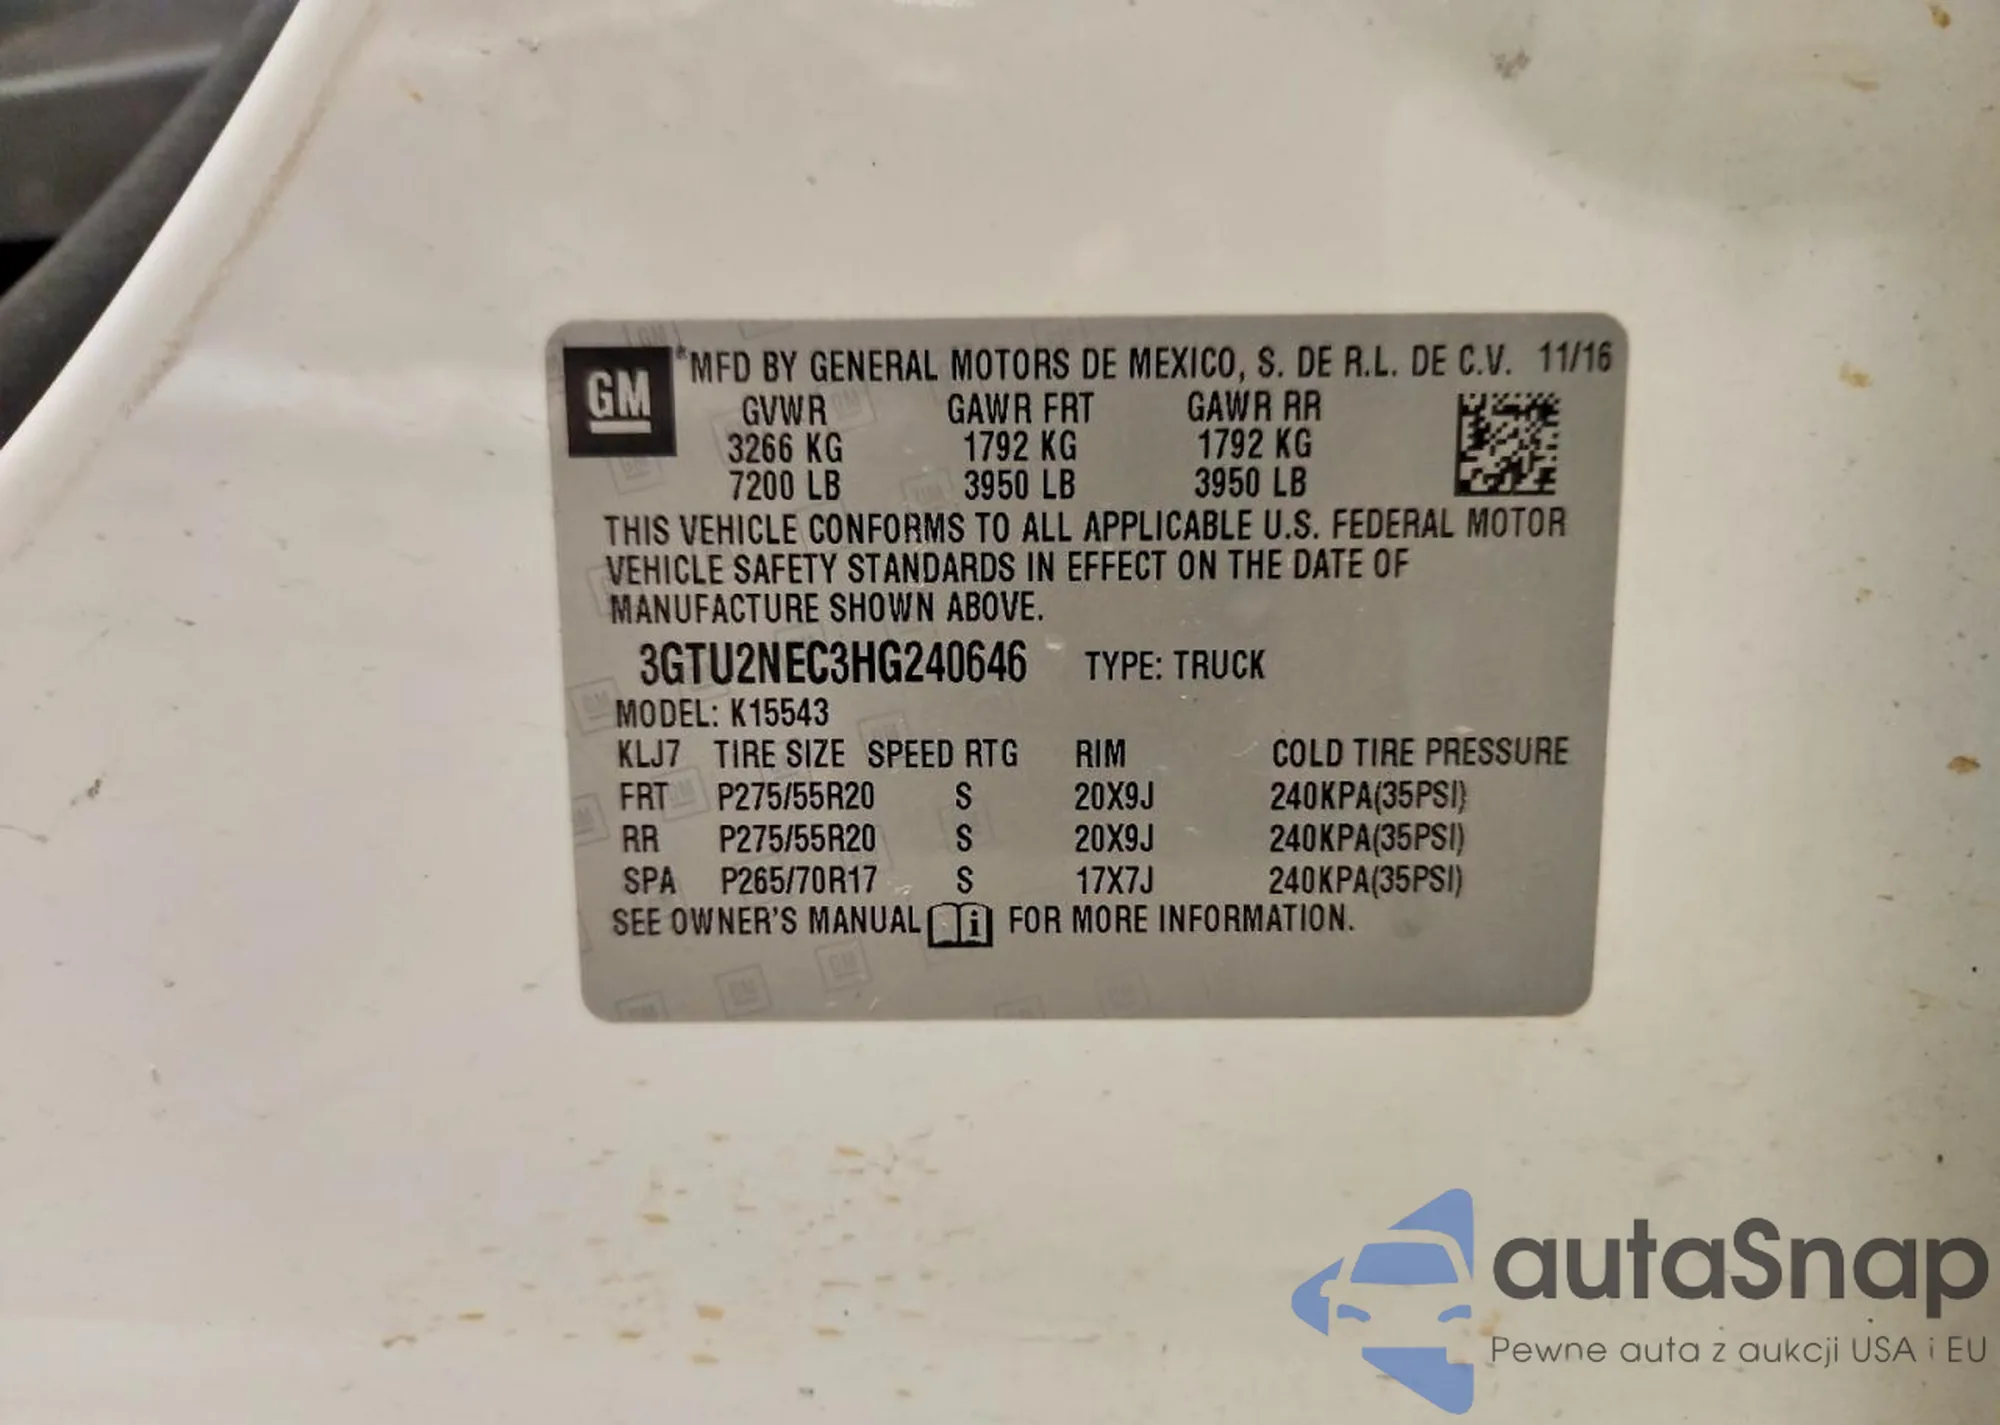 GM
*MFD BY GENERAL MOTORS DE MEXICO, S. DE R.L. DE C.V. 11/16
GVWR GAWR FRT GAWR RR
3266 KG 1792 KG 1792 KG
7200 LB 3950 LB 3950 LB
THIS VEHICLE CONFORMS TO ALL APPLICABLE U.S. FEDERAL MOTOR
VEHICLE SAFETY STANDARDS IN EFFECT ON THE DATE OF
MANUFACTURE SHOWN ABOVE.
3GTU2NEC3HG240646 TYPE: TRUCK
MODEL: K15543
KLJ7 TIRE SIZE SPEED RTG RIM COLD TIRE PRESSURE
FRT P275/55R20 S 20X9J 240KPA(35PSI)
RR P275/55R20 S 20X9J 240KPA(35PSI)
SPA P265/70R17 S 17X7J 240KPA(35PSI)
SEE OWNER'S MANUAL i FOR MORE INFORMATION.
autaSnap
Pewne auta z aukcji USA i EU